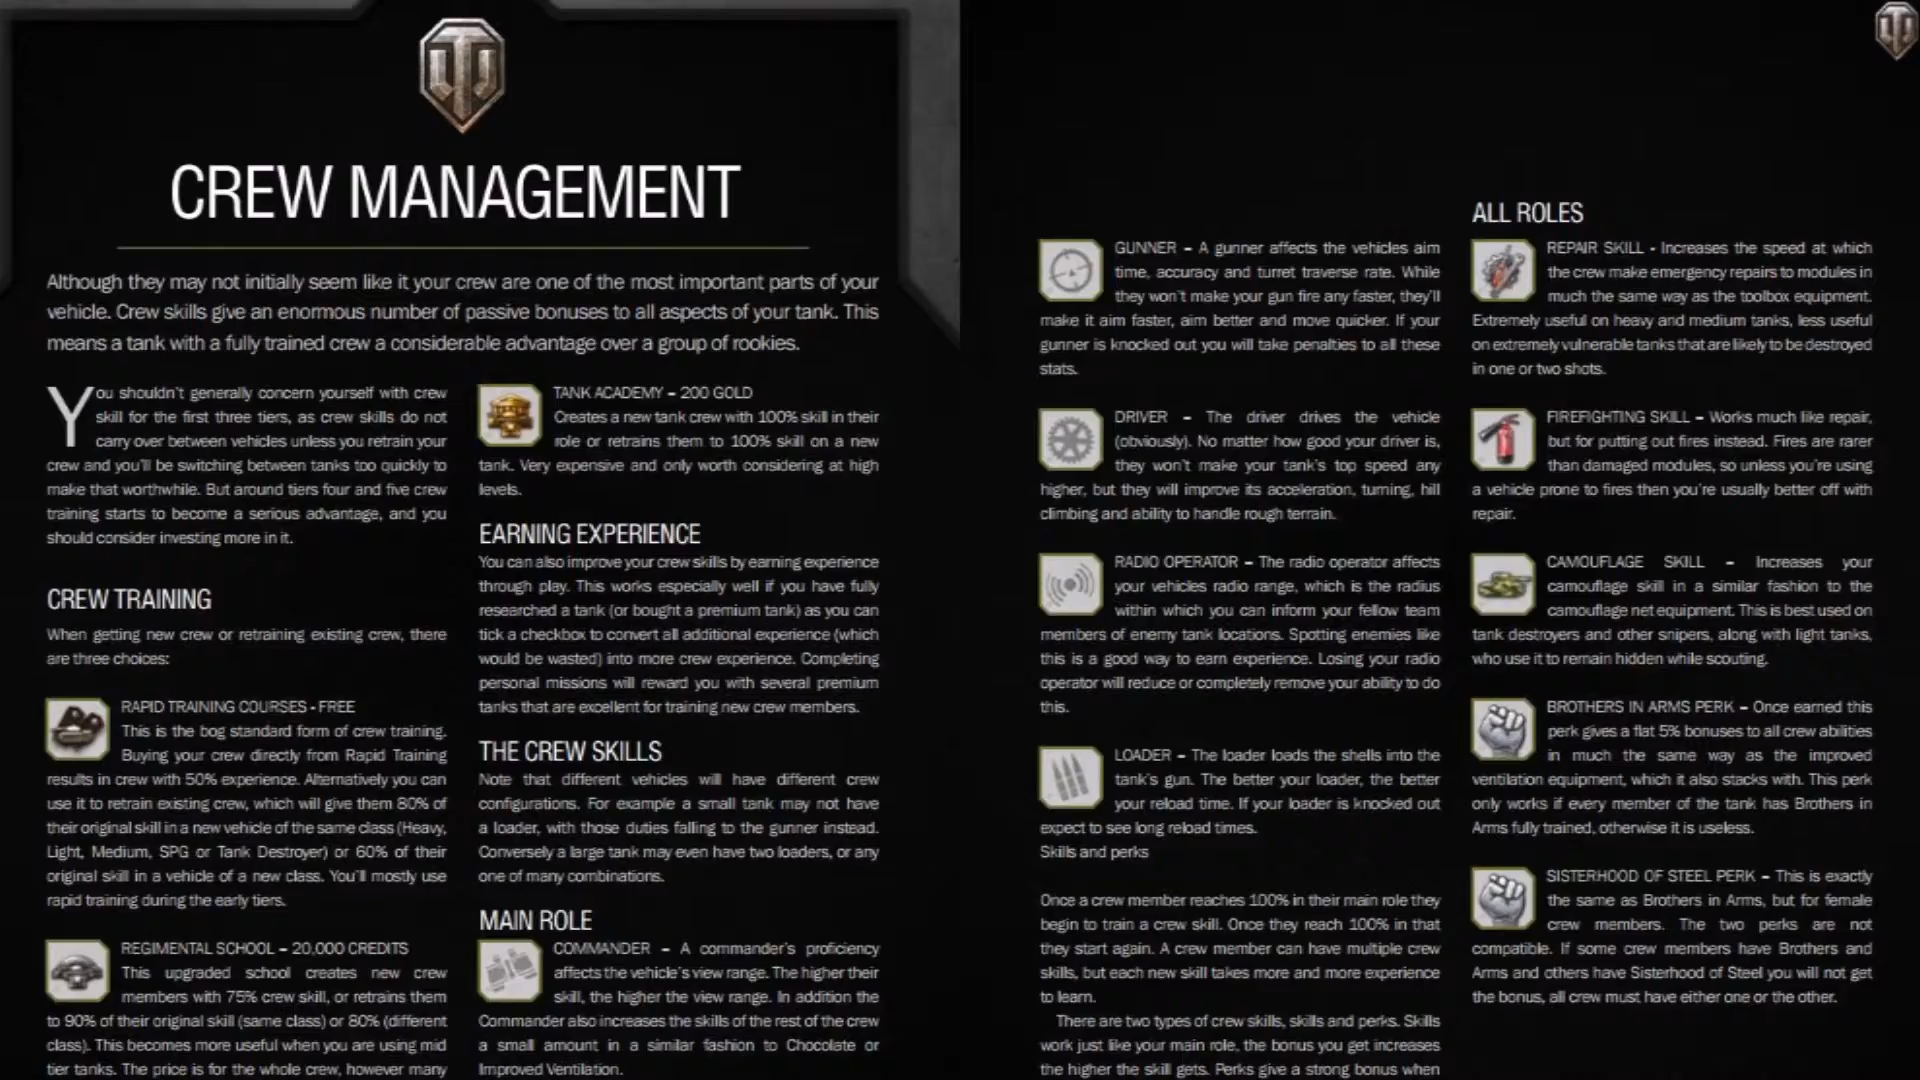 CREW MANAGEMENT
Although they may not initially seem like it your crew are one of the most important parts of your
vehicle. Crew skills give an enormous number of passive bonuses to all aspects of your tank. This
means a tank with a fully trained crew a considerable advantage over a group of rookies.
You shouldn't generally concern yourself with crew
skill for the first three tiers, as crew skills do not
carry over between vehicles unless you retrain your
crew and you'll be switching between tanks too quickly to
make that worthwhile. But around tiers four and five crew
training starts to become a serious advantage, and you
should consider investing more in it.
CREW TRAINING
When getting new crew or retraining existing crew, there
are three choices:
RAPID TRAINING COURSES - FREE
This is the bog standard form of crew training.
Buying your crew directly from Rapid Training
results in crew with 50% experience. Alternatively you can
use it to retrain existing crew, which will give them 80% of
their original skill in a new vehicle of the same class (Heavy,
Light, Medium, SPG or Tank Destroyer) or 60% of their
original skill in a vehicle of a new class. You'll mostly use
rapid training during the early tiers.
REGIMENTAL SCHOOL – 20,000 CREDITS
This upgraded school creates new crew
members with 75% crew skill, or retrains them
to 90% of their original skill (same class) or 80% (different
class). This becomes more useful when you are using mid
tier tanks. The price is for the whole crew, however many
TANK ACADEMY – 200 GOLD
Creates a new tank crew with 100% skill in their
role or retrains them to 100% skill on a new
tank. Very expensive and only worth considering at high
levels.
EARNING EXPERIENCE
You can also improve your crew skills by earning experience
through play. This works especially well if you have fully
researched a tank (or bought a premium tank) as you can
tick a checkbox to convert all additional experience (which
would be wasted) into more crew experience. Completing
personal missions will reward you with several premium
tanks that are excellent for training new crew members.
THE CREW SKILLS
Note that different vehicles will have different crew
configurations. For example a small tank may not have
a loader, with those duties falling to the gunner instead.
Conversely a large tank may even have two loaders, or any
one of many combinations.
MAIN ROLE
COMMANDER – A commander's proficiency
affects the vehicle's view range. The higher their
skill, the higher the view range. In addition the
Commander also increases the skills of the rest of the crew
a small amount in a similar fashion to Chocolate or
Improved Ventilation.
GUNNER – A gunner affects the vehicles aim
time, accuracy and turret traverse rate. While
they won't make your gun fire any faster, they'll
make it aim faster, aim better and move quicker. If your
gunner is knocked out you will take penalties to all these
stats.
DRIVER – The driver drives the vehicle
(obviously). No matter how good your driver is,
they won't make your tank's top speed any
higher, but they will improve its acceleration, turning, hill
climbing and ability to handle rough terrain.
RADIO OPERATOR – The radio operator affects
your vehicles radio range, which is the radius
within which you can inform your fellow team
members of enemy tank locations. Spotting enemies like
this is a good way to earn experience. Losing your radio
operator will reduce or completely remove your ability to do
this.
LOADER – The loader loads the shells into the
tank's gun. The better your loader, the better
your reload time. If your loader is knocked out
expect to see long reload times.
Skills and perks
Once a crew member reaches 100% in their main role they
begin to train a crew skill. Once they reach 100% in that
they start again. A crew member can have multiple crew
skills, but each new skill takes more and more experience
to learn.
There are two types of crew skills, skills and perks. Skills
work just like your main role, the bonus you get increases
the higher the skill gets. Perks give a strong bonus when
ALL ROLES
REPAIR SKILL - Increases the speed at which
the crew make emergency repairs to modules in
much the same way as the toolbox equipment.
Extremely useful on heavy and medium tanks, less useful
on extremely vulnerable tanks that are likely to be destroyed
in one or two shots.
FIREFIGHTING SKILL – Works much like repair,
but for putting out fires instead. Fires are rarer
than damaged modules, so unless you're using
a vehicle prone to fires then you're usually better off with
repair.
CAMOUFLAGE SKILL – Increases your
camouflage skill in a similar fashion to the
camouflage net equipment. This is best used on
tank destroyers and other snipers, along with light tanks,
who use it to remain hidden while scouting.
BROTHERS IN ARMS PERK – Once earned this
perk gives a flat 5% bonuses to all crew abilities
in much the same way as the improved
ventilation equipment, which it also stacks with. This perk
only works if every member of the tank has Brothers in
Arms fully trained, otherwise it is useless.
SISTERHOOD OF STEEL PERK – This is exactly
the same as Brothers in Arms, but for female
crew members. The two perks are not
compatible. If some crew members have Brothers and
Arms and others have Sisterhood of Steel you will not get
the bonus, all crew must have either one or the other.